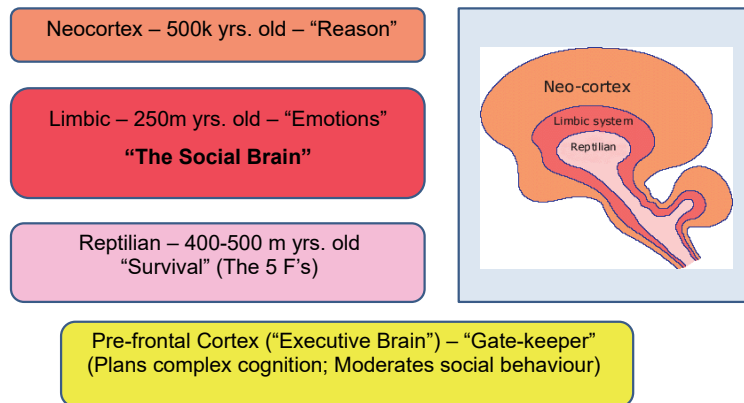 Neocortex – 500k yrs. old – “Reason”
Limbic – 250m yrs. old – “Emotions”
“The Social Brain”
Reptilian – 400-500 m yrs. old
“Survival” (The 5 F’s)
Pre-frontal Cortex (“Executive Brain”) – “Gate-keeper”
(Plans complex cognition; Moderates social behaviour)
Neo-cortex
Limbic system
Reptilian